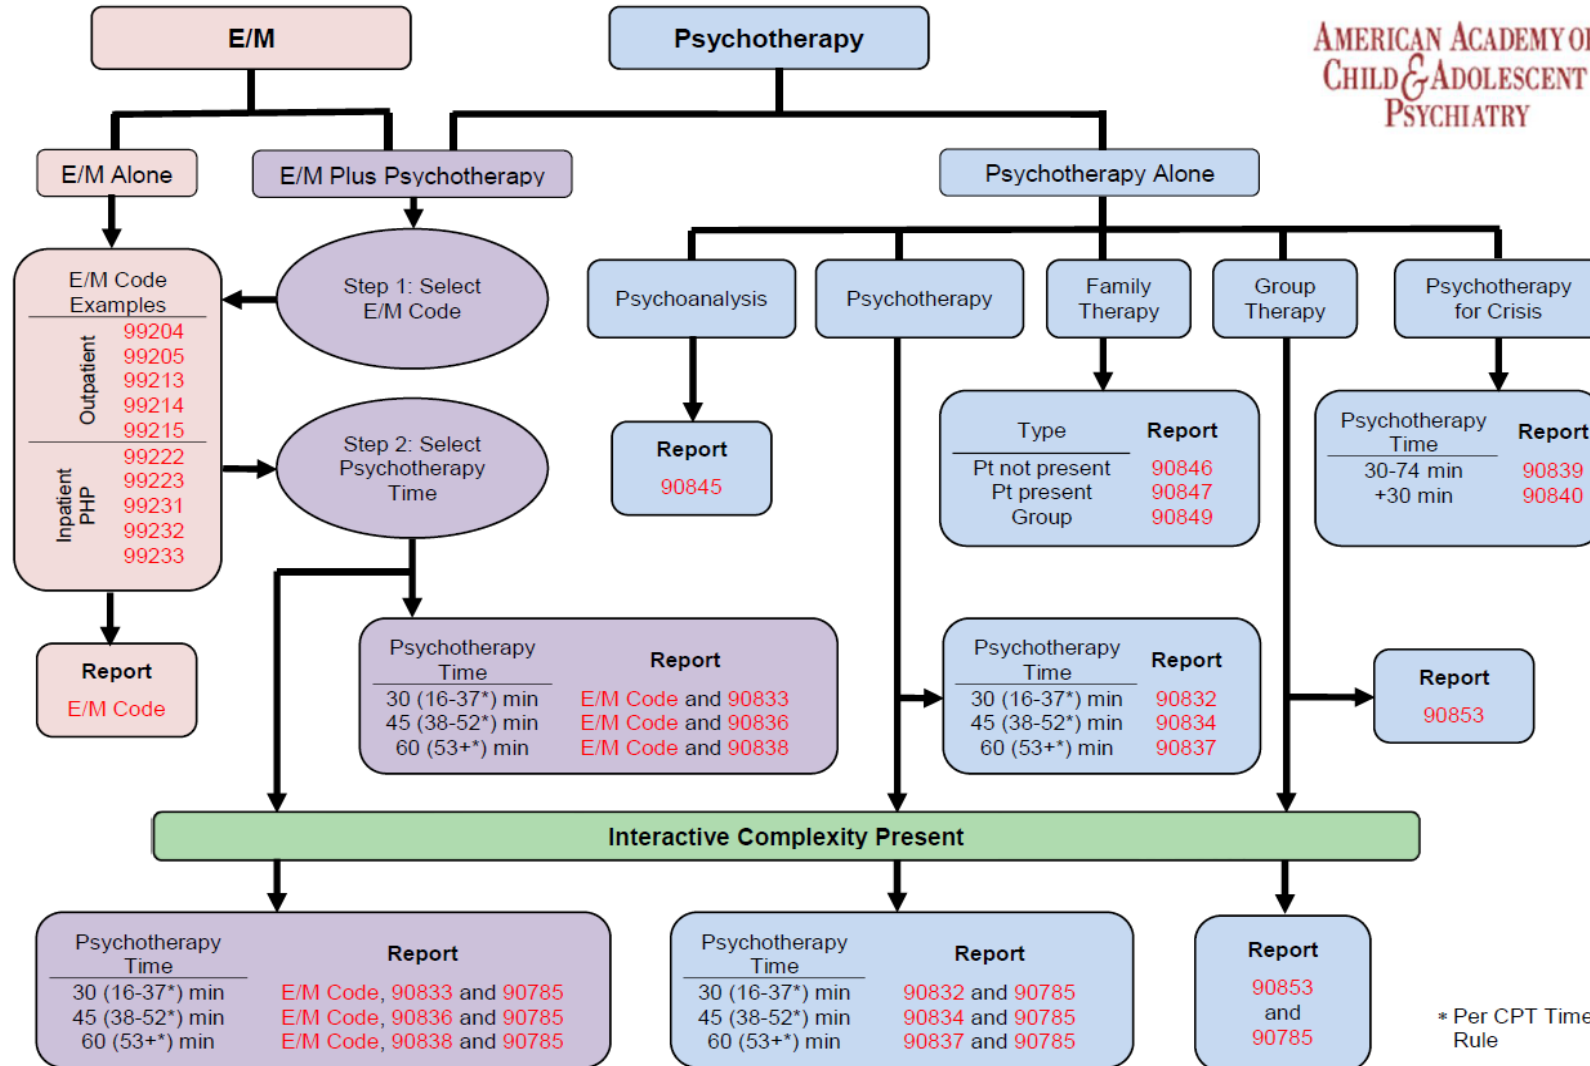 E/M
Psychotherapy
AMERICAN ACADEMY OF
CHILD & ADOLESCENT
PSYCHIATRY
E/M Alone
E/M Plus Psychotherapy
Psychotherapy Alone
E/M Code
Examples
Outpatient
99204
99205
99213
99214
99215
Inpatient
PHP
99222
99223
99231
99232
99233
Step 1: Select
E/M Code
Step 2: Select
Psychotherapy
Time
Psychoanalysis
Psychotherapy
Family
Therapy
Group
Therapy
Psychotherapy
for Crisis
Report
90845
Type Report
Pt not present 90846
Pt present 90847
Group 90849
Psychotherapy
Time Report
30-74 min 90839
+30 min 90840
Report
E/M Code
Psychotherapy
Time Report
30 (16-37*) min E/M Code and 90833
45 (38-52*) min E/M Code and 90836
60 (53+*) min E/M Code and 90838
Psychotherapy
Time Report
30 (16-37*) min 90832
45 (38-52*) min 90834
60 (53+*) min 90837
Report
90853
Interactive Complexity Present
Psychotherapy
Time Report
30 (16-37*) min E/M Code, 90833 and 90785
45 (38-52*) min E/M Code, 90836 and 90785
60 (53+*) min E/M Code, 90838 and 90785
Psychotherapy
Time Report
30 (16-37*) min 90832 and 90785
45 (38-52*) min 90834 and 90785
60 (53+*) min 90837 and 90785
Report
90853
and
90785
* Per CPT Time
Rule